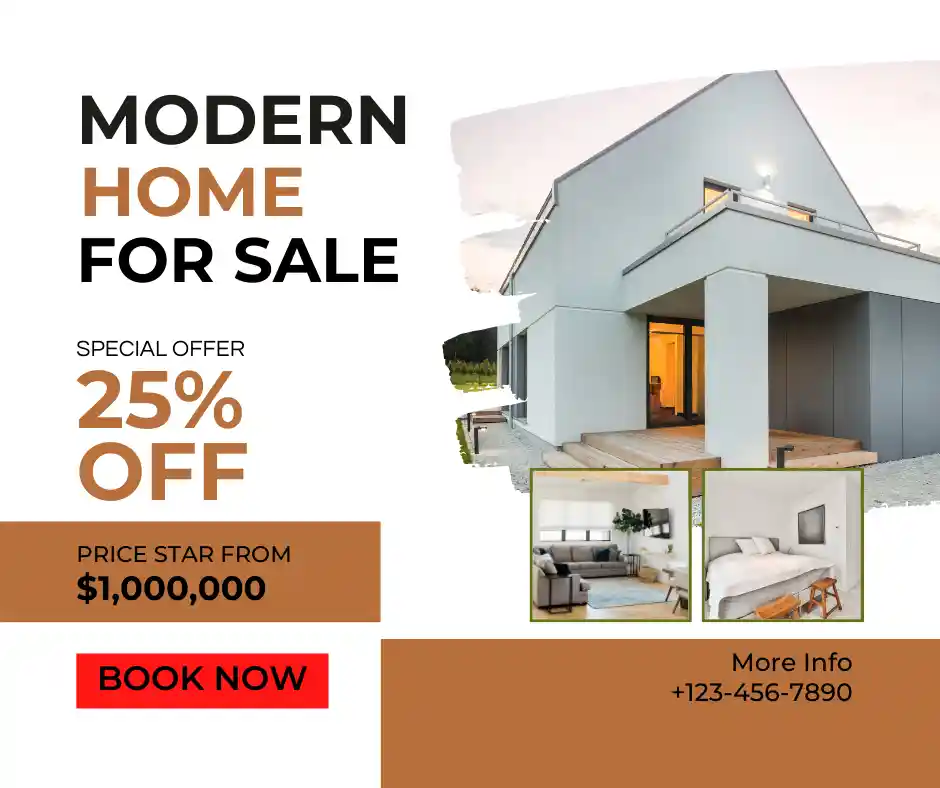 MODERN
HOME
FOR SALE
SPECIAL OFFER
25%
OFF
PRICE STAR FROM
$1,000,000
BOOK NOW
More Info
+123-456-7890